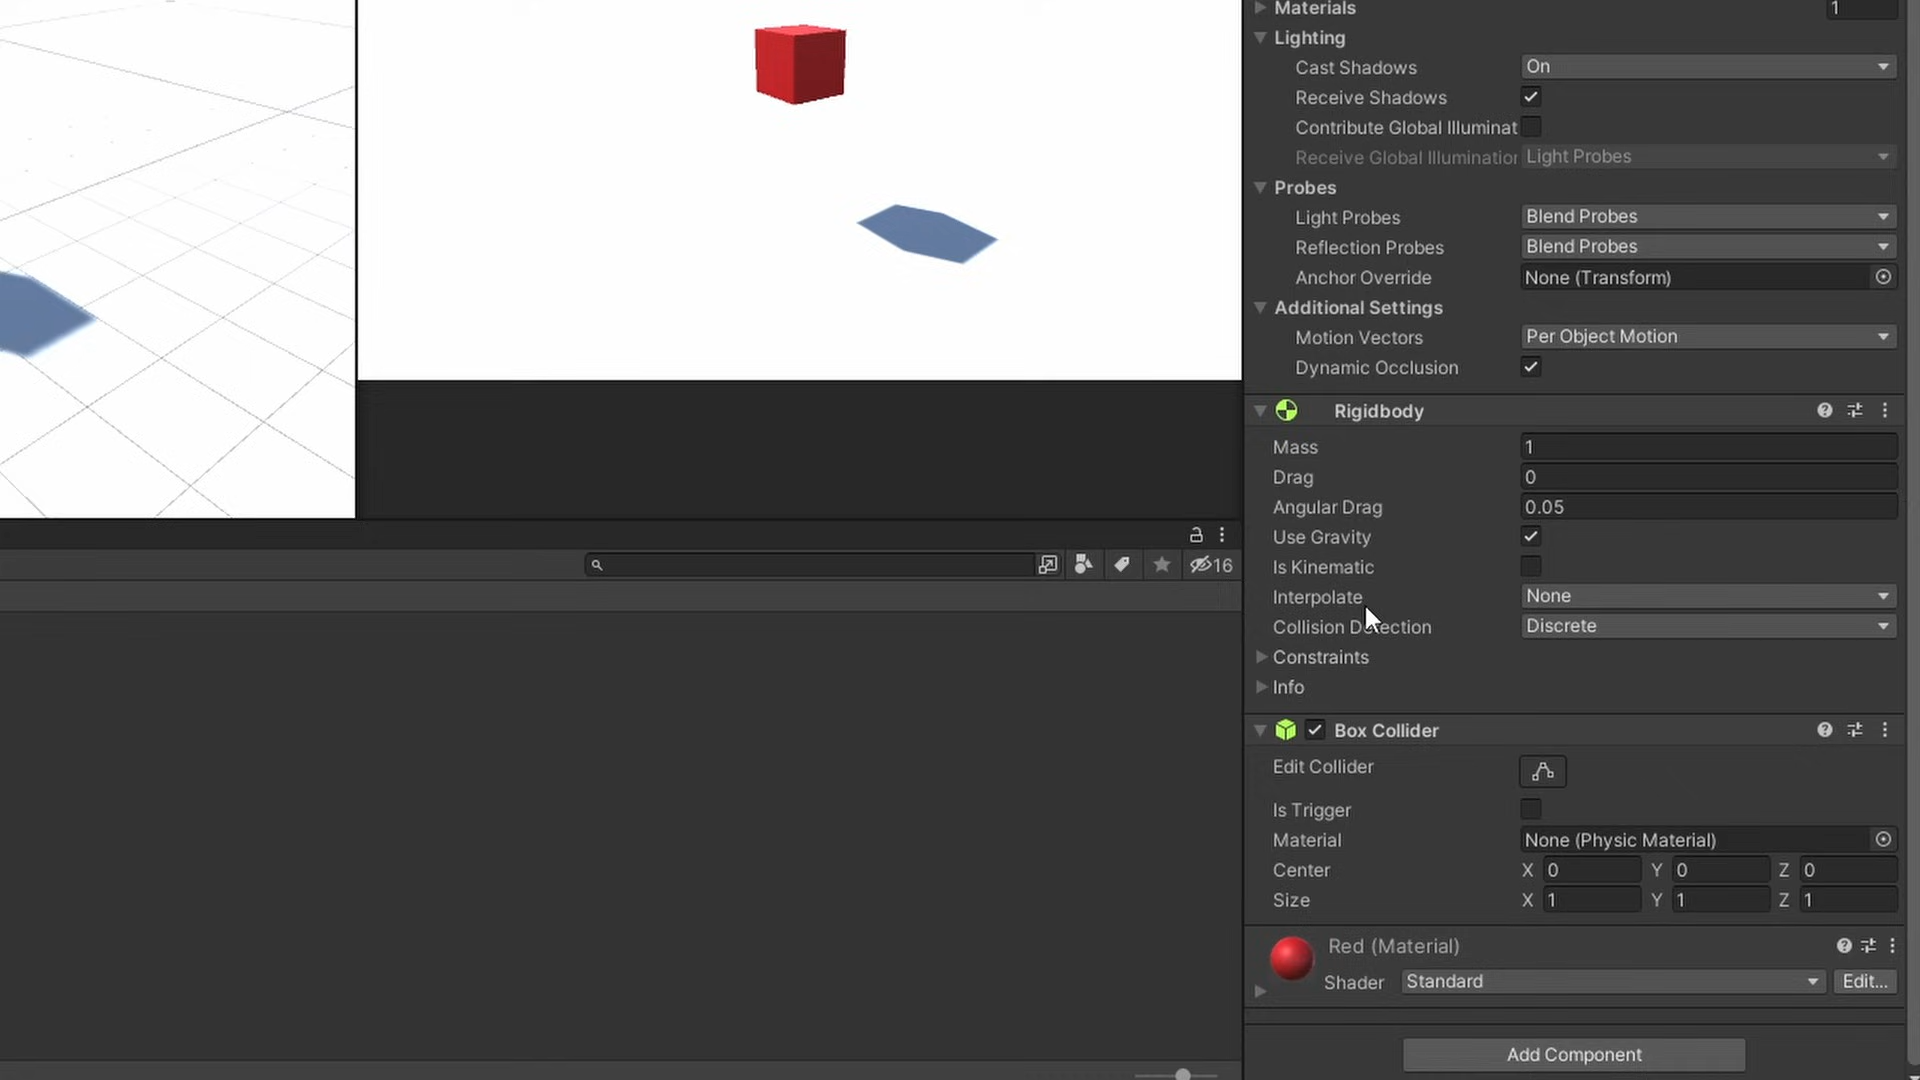 Materials 1
Lighting
Cast Shadows On
Receive Shadows
Contribute Global Illuminat
Receive Global Illumination Light Probes
Probes
Light Probes Blend Probes
Reflection Probes Blend Probes
Anchor Override None (Transform)
Additional Settings
Motion Vectors Per Object Motion
Dynamic Occlusion
Rigidbody
Mass 1
Drag 0
Angular Drag 0.05
Use Gravity
16
Is Kinematic
Interpolate None
Collision Detection Discrete
Constraints
Info
Box Collider
Edit Collider
Is Trigger
Material None (Physic Material)
Center X 0 Y 0 Z 0
Size X 1 Y 1 Z 1
Red (Material)
Shader Standard Edit...
Add Component